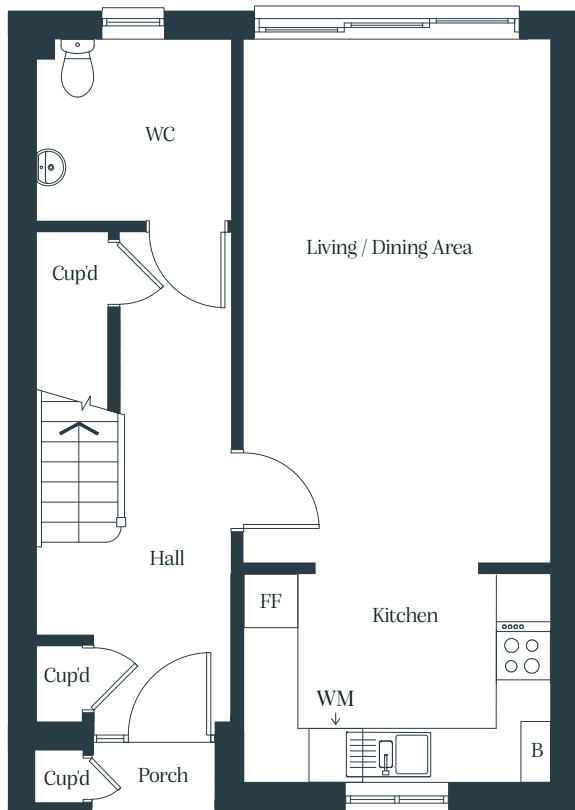 WC
Living / Dining Area
Cup'd
Hall
FF
Kitchen
Cup'd
WM
B
Cup'd
Porch